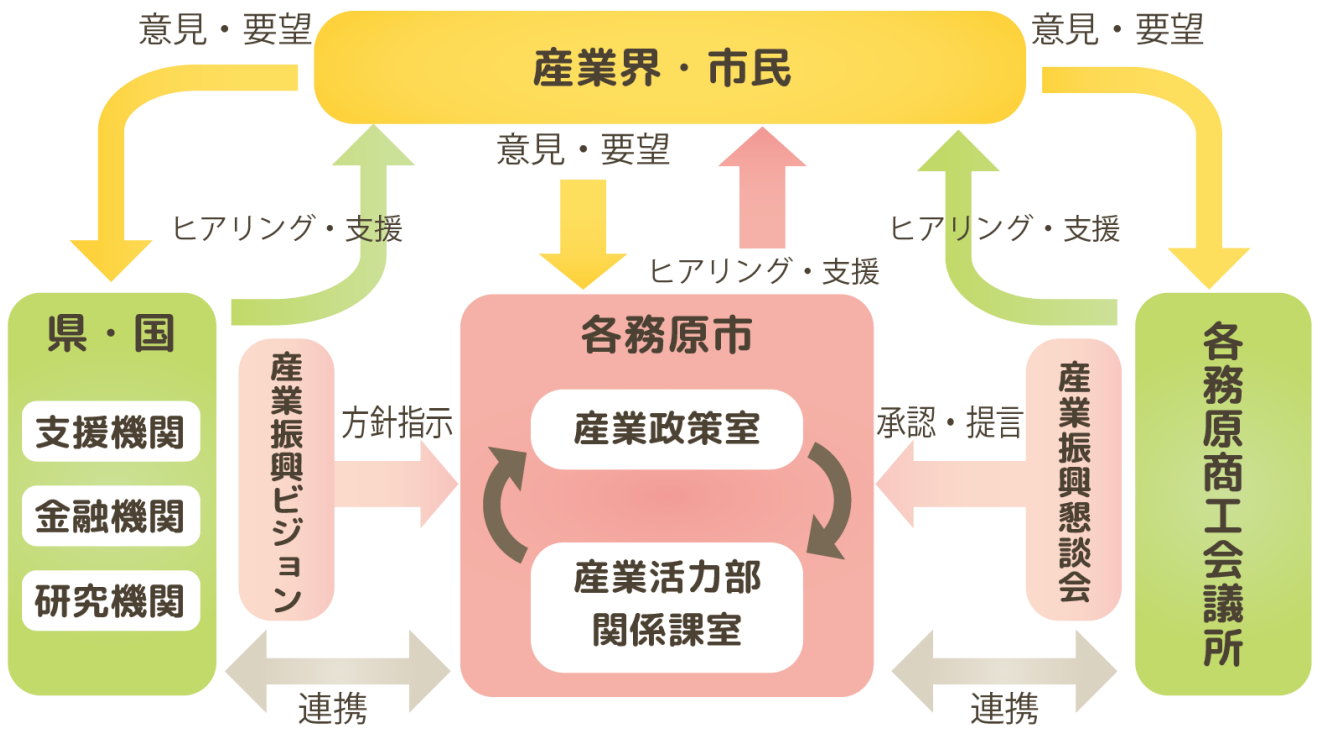 意見・要望
産業界・市民
意見・要望
意見・要望
ヒアリング・支援
ヒアリング・支援
ヒアリング・支援
県・国
支援機関
金融機関
研究機関
産業振興ビジョン
方針指示
各務原市
産業政策室
産業活力部
関係課室
承認・提言
産業振興懇談会
各務原商工会議所
連携
連携